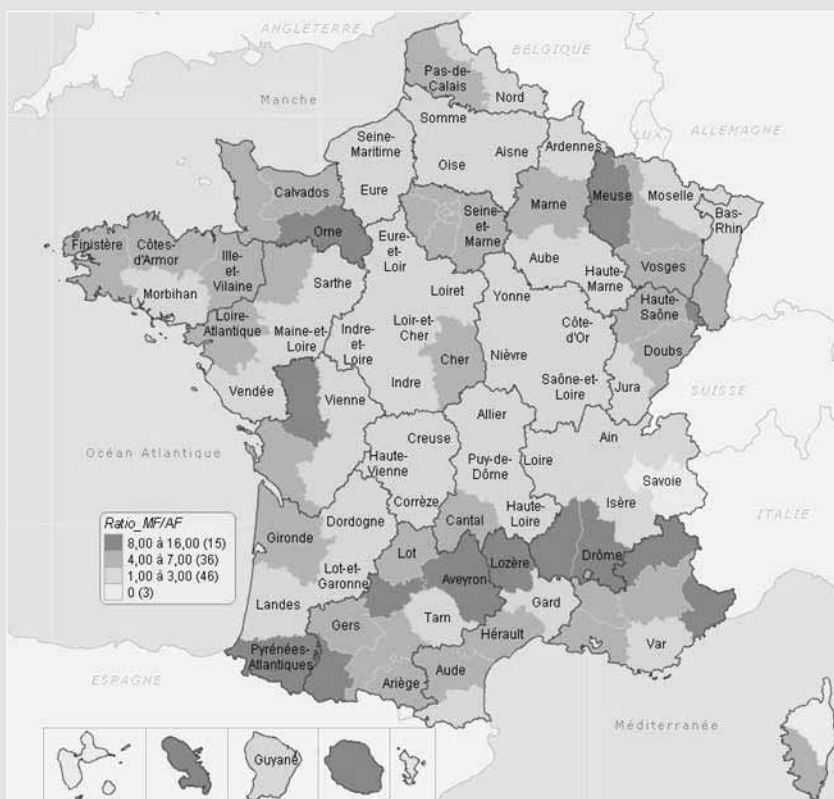 ANGLETERRE
BELGIQUE
Pas-de-
Calais
Nord
Manche
Somme
LUX
ALLEMAGNE
Seine-
Maritime
Oise
Aisne
Ardennes
Eure
Calvados
Orne
Seine-
et
Marne
Marne
Meuse
Moselle
Bas-
Rhin
Finistère
Côtes-
d'Armor
Ille-
et
Vilaine
Morbihan
Eure-
et
Loir
Sarthe
Loiret
Aube
Haute-
Marne
Vosges
Yonne
Loire-
Atlantique
Maine-et-
Loire
Indre-
et-
Loire
Loir-et-
Cher
Cher
Nièvre
Côte-
d'Or
Haute-
Saône
Doubs
Vendée
Vienne
Indre
Saône-et-
Loire
Jura
SUISSE
Allier
Océan Atlantique
Creuse
Haute-
Vienne
Puy-de-
Dôme
Loire
Ain
Savoie
Isère
ITALIE
Corrèze
Dordogne
Cantal
Haute-
Loire
Ratio_MF/AF
8,00 à 16,00 (15)
4,00 à 7,00 (36)
1,00 à 3,00 (46)
0 (3)
Gironde
Lot
Lot-et-
Garonne
Aveyron
Lozère
Drôme
Landes
Gers
Tarn
Gard
Hérault
Var
Pyrénées-
Atlantiques
Ariège
Aude
ESPAGNE
Méditerranée
Guyane